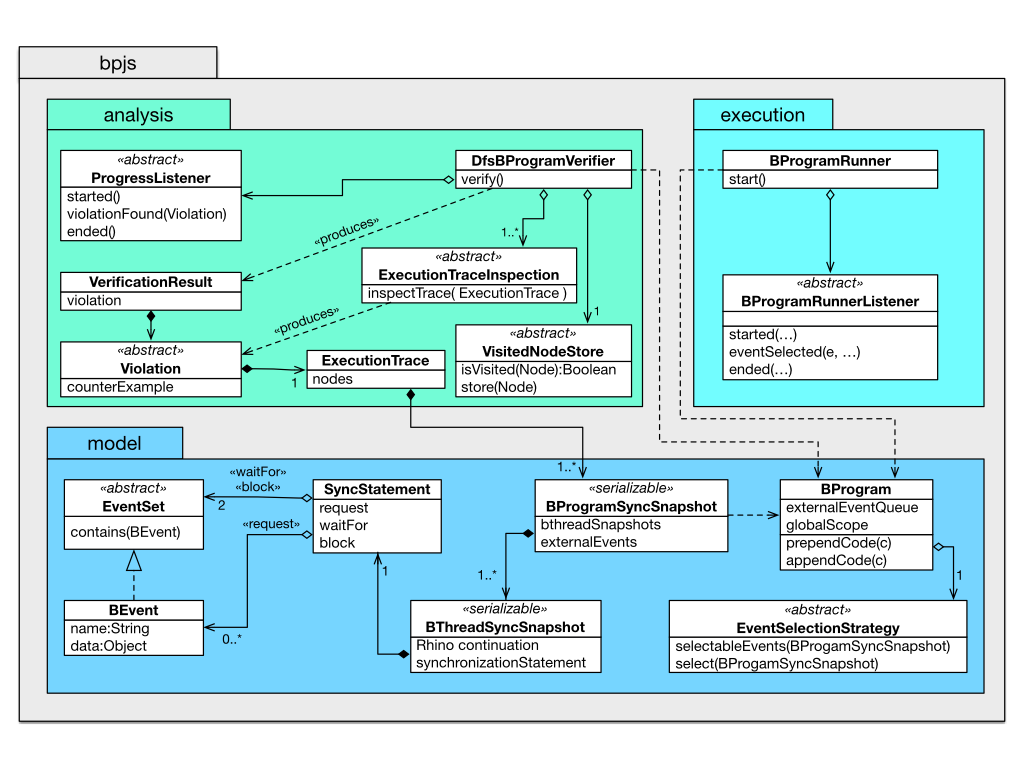 bpjs
analysis
«abstract»
ProgressListener
started()
violationFound(Violation)
ended()
DfsBProgramVerifier
verify()
«produces»
1..*
«abstract»
ExecutionTraceInspection
inspectTrace( ExecutionTrace )
VerificationResult
violation
«produces»
1
«abstract»
VisitedNodeStore
isVisited(Node):Boolean
store(Node)
«abstract»
Violation
counterExample
1
ExecutionTrace
nodes
execution
BProgramRunner
start()
«abstract»
BProgramRunnerListener
started(…)
eventSelected(e, …)
ended(…)
model
1..*
«abstract»
EventSet
contains(BEvent)
«waitFor»
«block»
2
«request»
SyncStatement
request
waitFor
block
«serializable»
BProgramSyncSnapshot
bthreadSnapshots
externalEvents
BProgram
externalEventQueue
globalScope
prependCode(c)
appendCode(c)
1
1..*
1
BEvent
name:String
data:Object
0..*
«serializable»
BThreadSyncSnapshot
Rhino continuation
synchronizationStatement
«abstract»
EventSelectionStrategy
selectableEvents(BProgamSyncSnapshot)
select(BProgamSyncSnapshot)